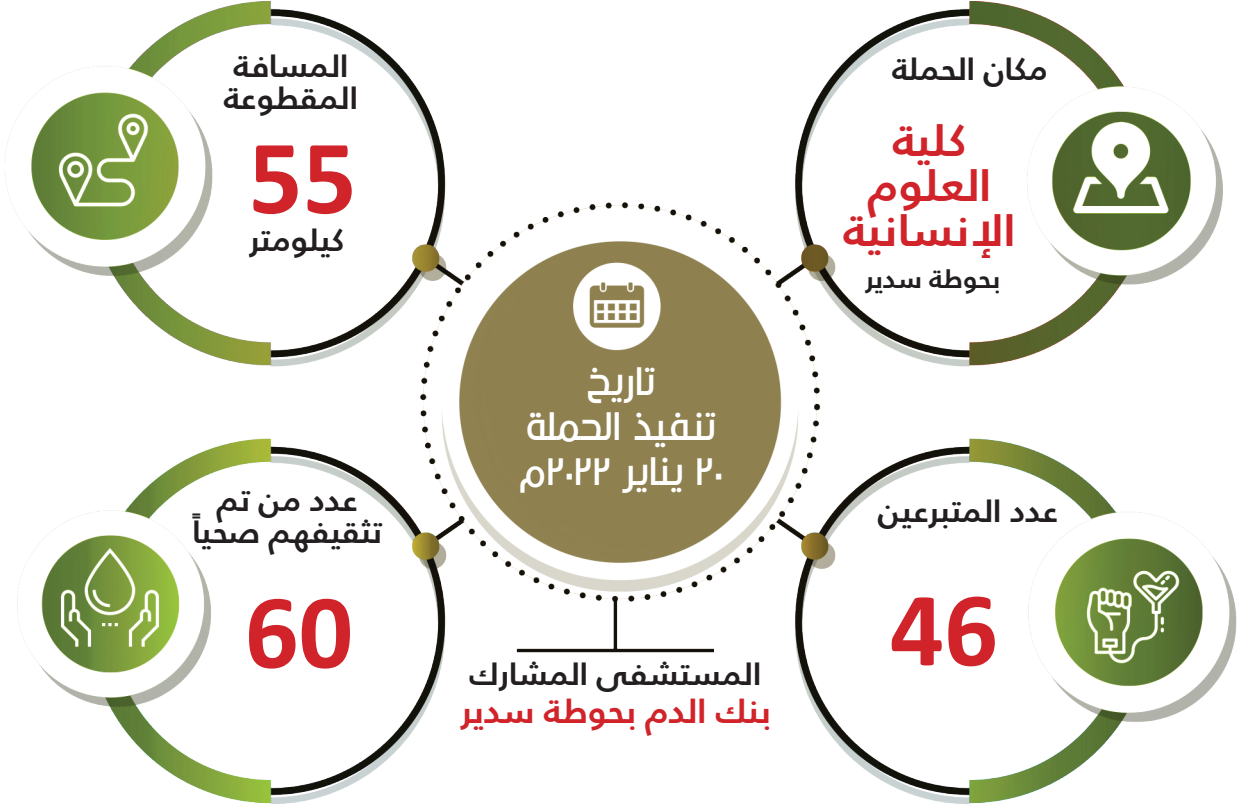 مكان الحملة
كلية
العلوم
الإنسانية
بحوطة سدير
المسافة
المقطوعة
55
كيلومتر
تاريخ
تنفيذ الحملة
٢٠ يناير ٢٠٢٢م
عدد المتبرعين
46
عدد من تم
تثقيفهم صحياً
60
المستشفى المشارك
بنك الدم بحوطة سدير